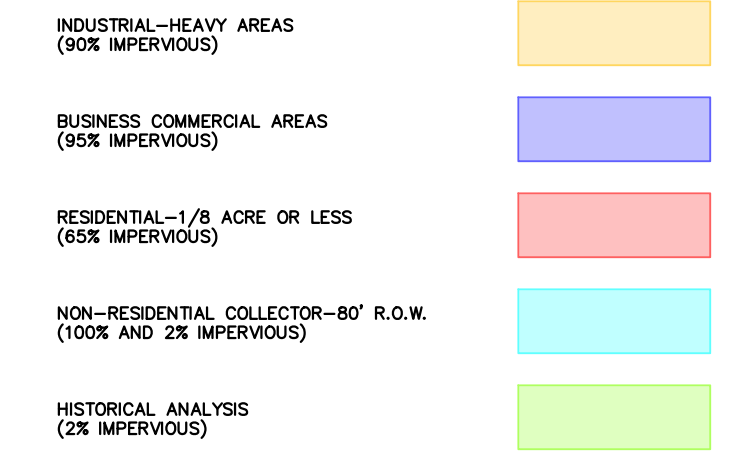 INDUSTRIAL-HEAVY AREAS
(90% IMPERVIOUS)
BUSINESS COMMERCIAL AREAS
(95% IMPERVIOUS)
RESIDENTIAL-1/8 ACRE OR LESS
(65% IMPERVIOUS)
NON-RESIDENTIAL COLLECTOR-80' R.O.W.
(100% AND 2% IMPERVIOUS)
HISTORICAL ANALYSIS
(2% IMPERVIOUS)